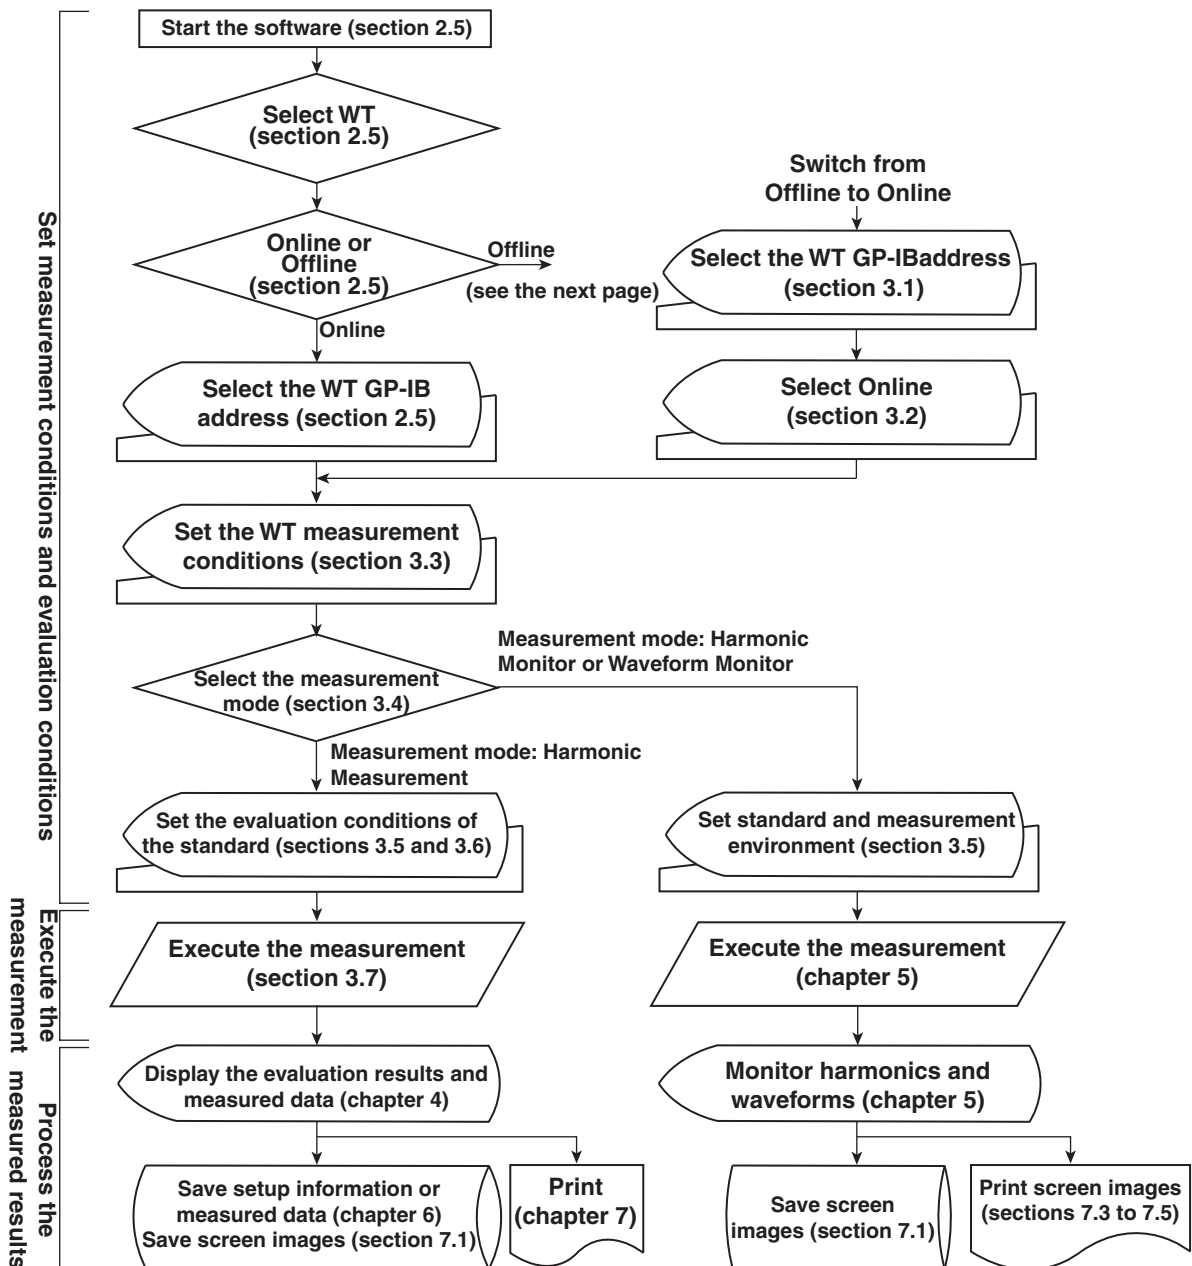 Start the software (section 2.5)
Select WT
(section 2.5)
Online or
Offline
(section 2.5)
Offline
(see the next page)
Online
Switch from
Offline to Online
Select the WT GP-IBaddress
(section 3.1)
Select Online
(section 3.2)
Select the WT GP-IB
address (section 2.5)
Set the WT measurement
conditions (section 3.3)
Select the measurement
mode (section 3.4)
Measurement mode: Harmonic
Monitor or Waveform Monitor
Measurement mode: Harmonic
Measurement
Set the evaluation conditions of
the standard (sections 3.5 and 3.6)
Set standard and measurement
environment (section 3.5)
Set measurement conditions and evaluation conditions
Execute the measurement
(section 3.7)
Execute the measurement
(chapter 5)
Execute the
measurement
Display the evaluation results and
measured data (chapter 4)
Monitor harmonics and
waveforms (chapter 5)
Save setup information or
measured data (chapter 6)
Save screen images (section 7.1)
Print
(chapter 7)
Save screen
images (section 7.1)
Print screen images
(sections 7.3 to 7.5)
Process the
measured results